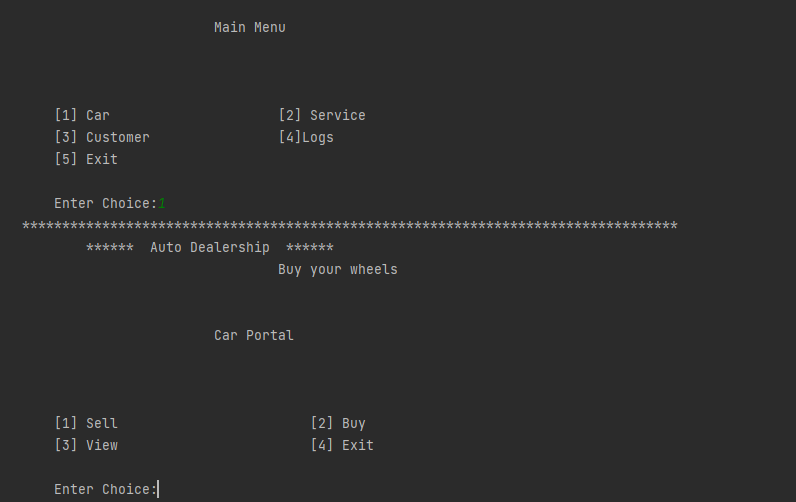 Main Menu
[1] Car [2] Service
[3] Customer [4]Logs
[5] Exit
Enter Choice:1
**********************************************************************************
****** Auto Dealership ******
Buy your wheels
Car Portal
[1] Sell [2] Buy
[3] View [4] Exit
Enter Choice: